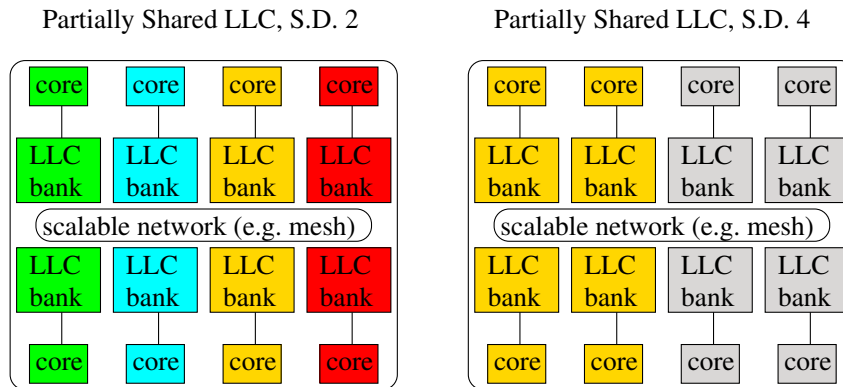 Partially Shared LLC, S.D. 2
core core core core
LLC LLC LLC LLC
bank bank bank bank
scalable network (e.g. mesh)
LLC LLC LLC LLC
bank bank bank bank
core core core core
Partially Shared LLC, S.D. 4
core core core core
LLC LLC LLC LLC
bank bank bank bank
scalable network (e.g. mesh)
LLC LLC LLC LLC
bank bank bank bank
core core core core